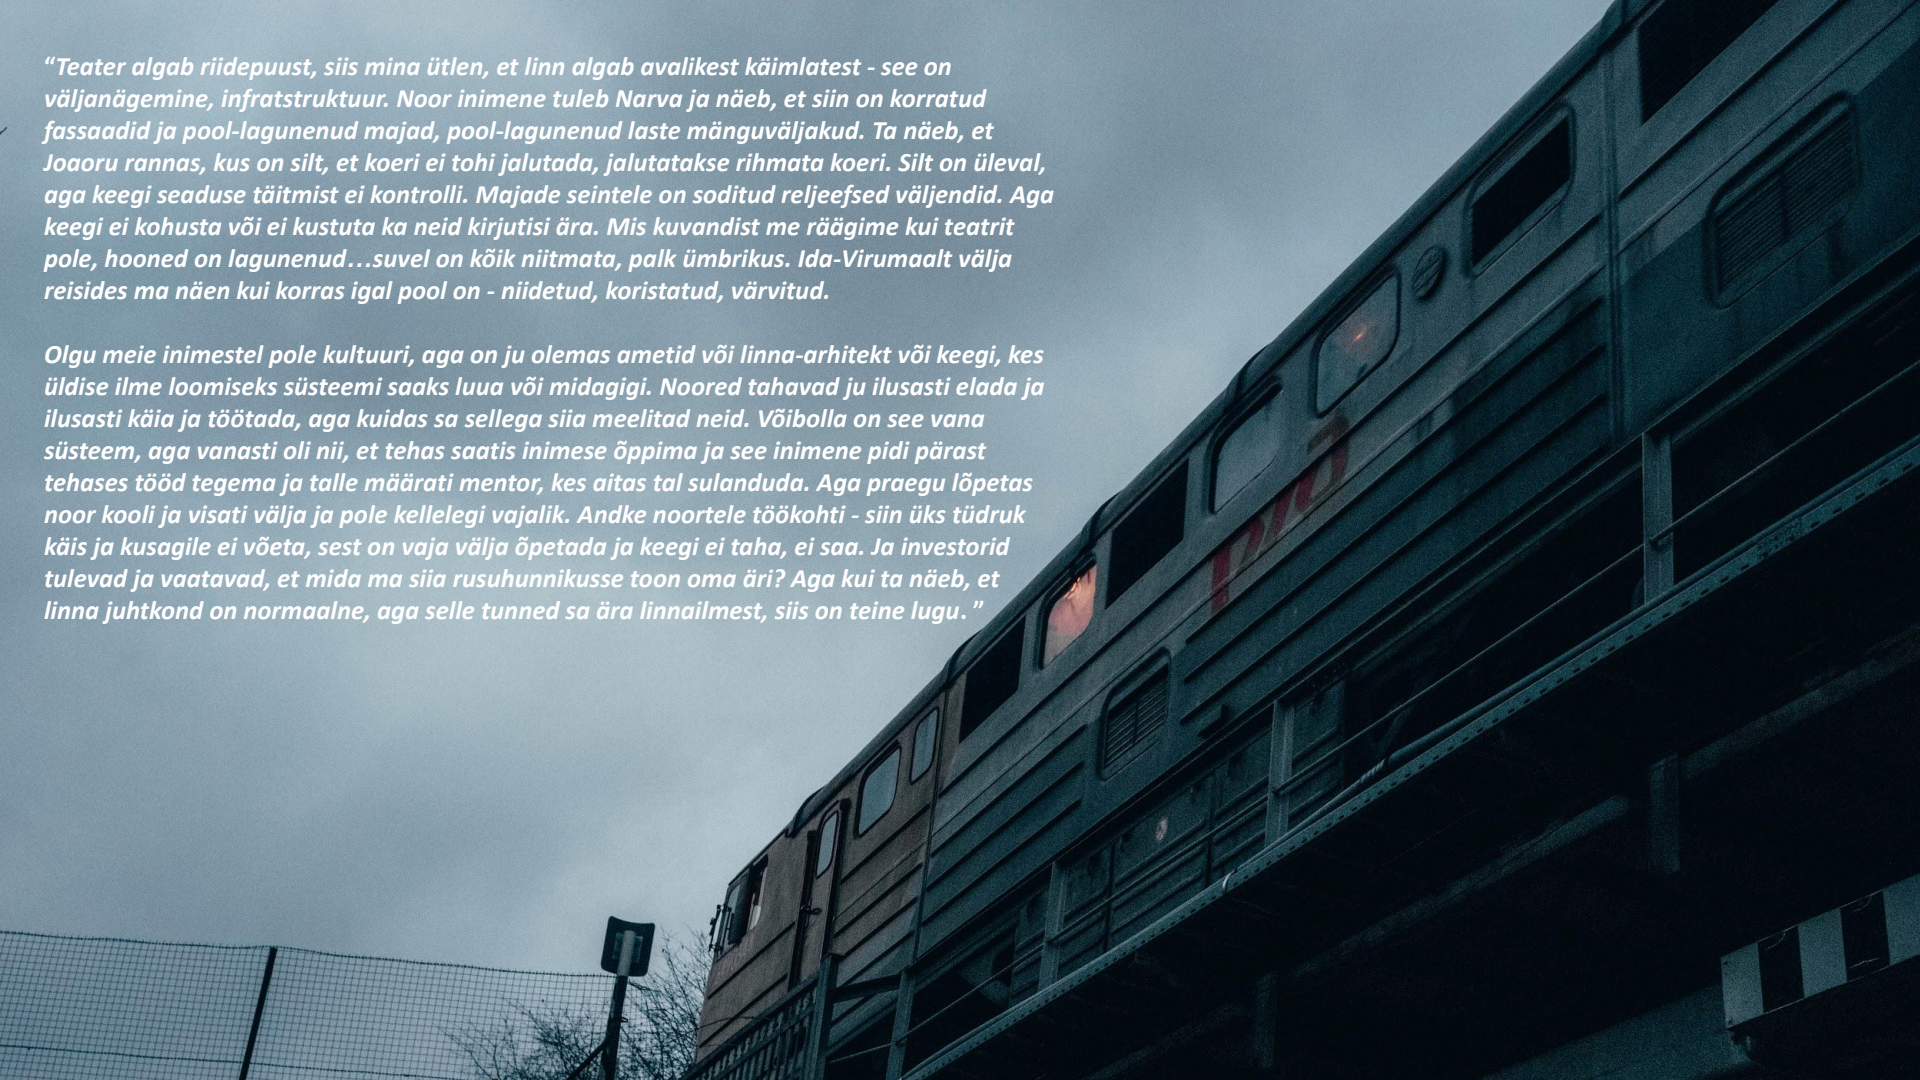 “Teater algab riidepuust, siis mina ütlen, et linn algab avalikest käimlatest - see on
väljanägemine, infratstruktuur. Noor inimene tuleb Narva ja näeb, et siin on korratud
fassaadid ja pool-lagunenud majad, pool-lagunenud laste mänguväljakud. Ta näeb, et
Joaoru rannas, kus on silt, et koeri ei tohi jalutada, jalutatakse rihmata koeri. Silt on üleval,
aga keegi seaduse täitmist ei kontrolli. Majade seintele on soditud reljeefsed väljendid. Aga
keegi ei kohusta või ei kustuta ka neid kirjutisi ära. Mis kuvandist me räägime kui teatrit
pole, hooned on lagunenud…suvel on kõik niitmata, palk ümbrikus. Ida-Virumaalt välja
reisides ma näen kui korras igal pool on - niidetud, koristatud, värvitud.
Olgu meie inimestel pole kultuuri, aga on ju olemas ametid või linna-arhitekt või keegi, kes
üldise ilme loomiseks süsteemi saaks luua või midagigi. Noored tahavad ju ilusasti elada ja
ilusasti käia ja töötada, aga kuidas sa sellega siia meelitad neid. Võibolla on see vana
süsteem, aga vanasti oli nii, et tehas saatis inimese õppima ja see inimene pidi pärast
tehases tööd tegema ja talle määrati mentor, kes aitas tal sulanduda. Aga praegu lõpetas
noor kooli ja visati välja ja pole kellelegi vajalik. Andke noortele töökohti - siin üks tüdruk
käis ja kusagile ei võeta, sest on vaja välja õpetada ja keegi ei taha, ei saa. Ja investorid
tulevad ja vaatavad, et mida ma siia rusuhunnikusse toon oma äri? Aga kui ta näeb, et
linna juhtkond on normaalne, aga selle tunned sa ära linnailmest, siis on teine lugu. ”